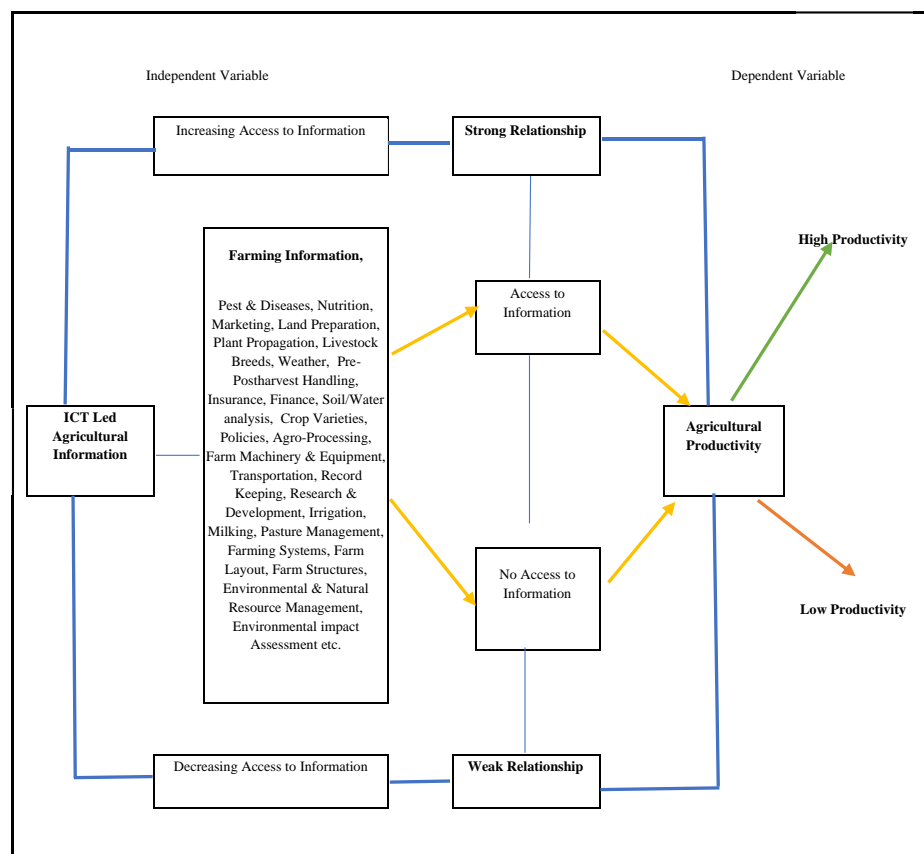 Independent Variable
Dependent Variable
Increasing Access to Information
Strong Relationship
High Productivity
Farming Information,
Pest & Diseases, Nutrition,
Marketing, Land Preparation,
Plant Propagation, Livestock
Breeds, Weather, Pre-
Postharvest Handling,
Insurance, Finance, Soil/Water
analysis, Crop Varieties,
Policies, Agro-Processing,
Farm Machinery & Equipment,
Transportation, Record
Keeping, Research &
Development, Irrigation,
Milking, Pasture Management,
Farming Systems, Farm
Layout, Farm Structures,
Environmental & Natural
Resource Management,
Environmental impact
Assessment etc.
Access to
Information
ICT Led
Agricultural
Information
Agricultural
Productivity
No Access to
Information
Low Productivity
Decreasing Access to Information
Weak Relationship